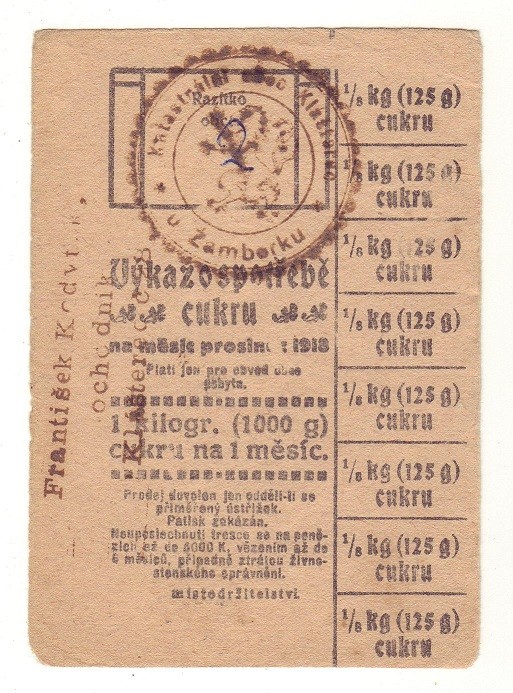 Razítko
obce
katastrální obec
u Žamberku
Výkaz o spotřebě
cukru
na měsíc prosinec 1918
Platí jen pro obvod obce
pobytu.
1 kilogr. (1000 g)
cukru na 1 měsíc.
Prodej dovolen jen oddělí-li se
přiměřený ústřižek.
Patisk zakázán.
Neuposlechnutí tresce se na peně-
zích až do 5000 K, vězením až do
6 měsíců, případně ztrátou živno-
stenského oprávnění.
místodržitelství.
František
obchodník
1/8 kg (125 g)
cukru
1/8 kg (125 g)
cukru
1/8 kg (125 g)
cukru
1/8 kg (125 g)
cukru
1/8 kg (125 g)
cukru
1/8 kg (125 g)
cukru
1/8 kg (125 g)
cukru
1/8 kg (125 g)
cukru